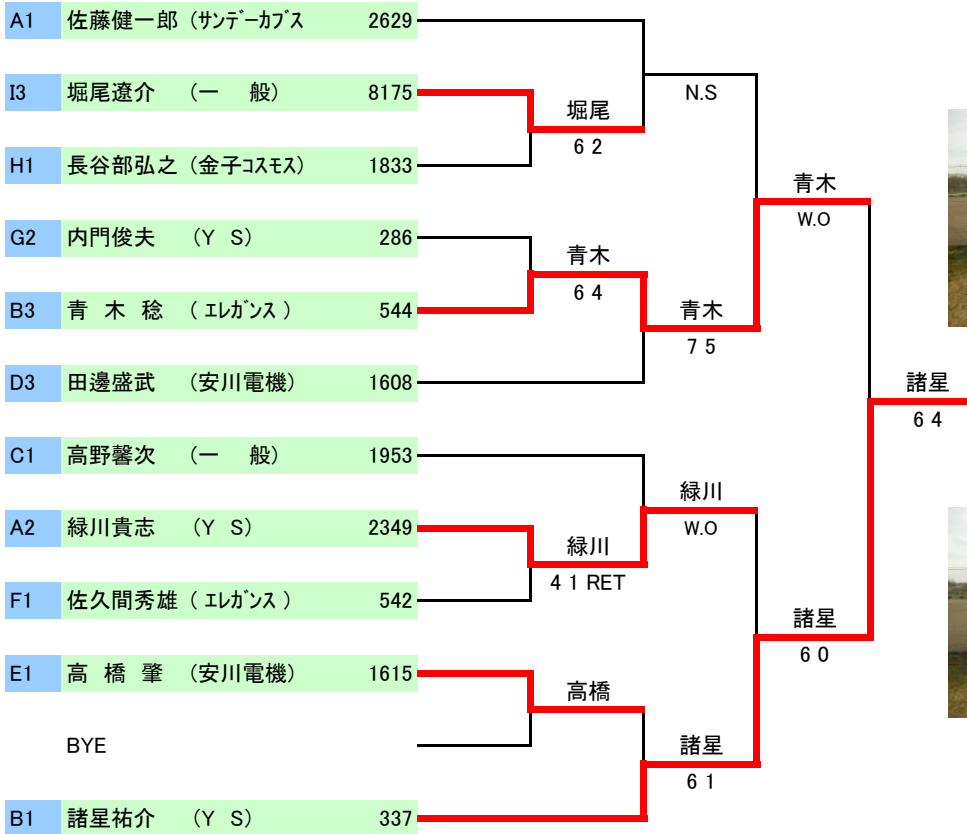 A1 佐藤健一郎 (サンデーカブス 2629
I3 堀尾遼介 (一 般) 8175
N.S
堀尾
6 2
H1 長谷部弘之 (金子コスモス) 1833
青木
W.O
G2 内門俊夫 (Y S) 286
青木
6 4
B3 青 木 稔 (エレガンス) 544
青木
7 5
D3 田邊盛武 (安川電機) 1608
諸星
6 4
C1 高野馨次 (一 般) 1953
緑川
W.O
A2 緑川貴志 (Y S) 2349
緑川
4 1 RET
F1 佐久間秀雄 (エレガンス) 542
諸星
6 0
E1 高 橋 肇 (安川電機) 1615
高橋
BYE
諸星
6 1
B1 諸星祐介 (Y S) 337